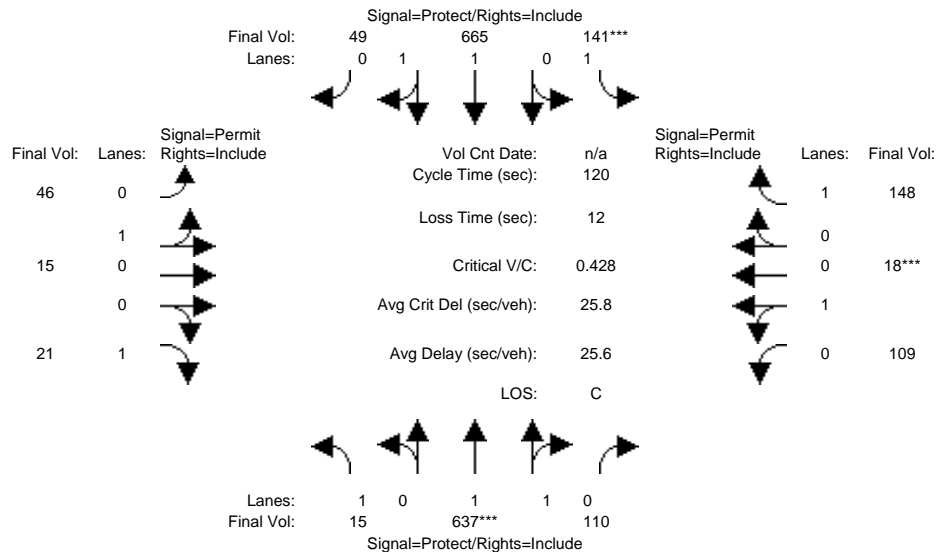 Signal=Protect/Rights=Include
Final Vol: 49 665 141***
Lanes: 0 1 1 0 1
Signal=Permit
Final Vol: Lanes: Rights=Include
Vol Cnt Date: n/a
Signal=Permit
Rights=Include Lanes: Final Vol:
Cycle Time (sec): 120
46 0
1 148
Loss Time (sec): 12
1
0
15 0
Critical V/C: 0.428
0 18***
0
Avg Crit Del (sec/veh): 25.8
1
21 1
Avg Delay (sec/veh): 25.6
0 109
LOS: C
Lanes: 1 0 1 1 0
Final Vol: 15 637*** 110
Signal=Protect/Rights=Include